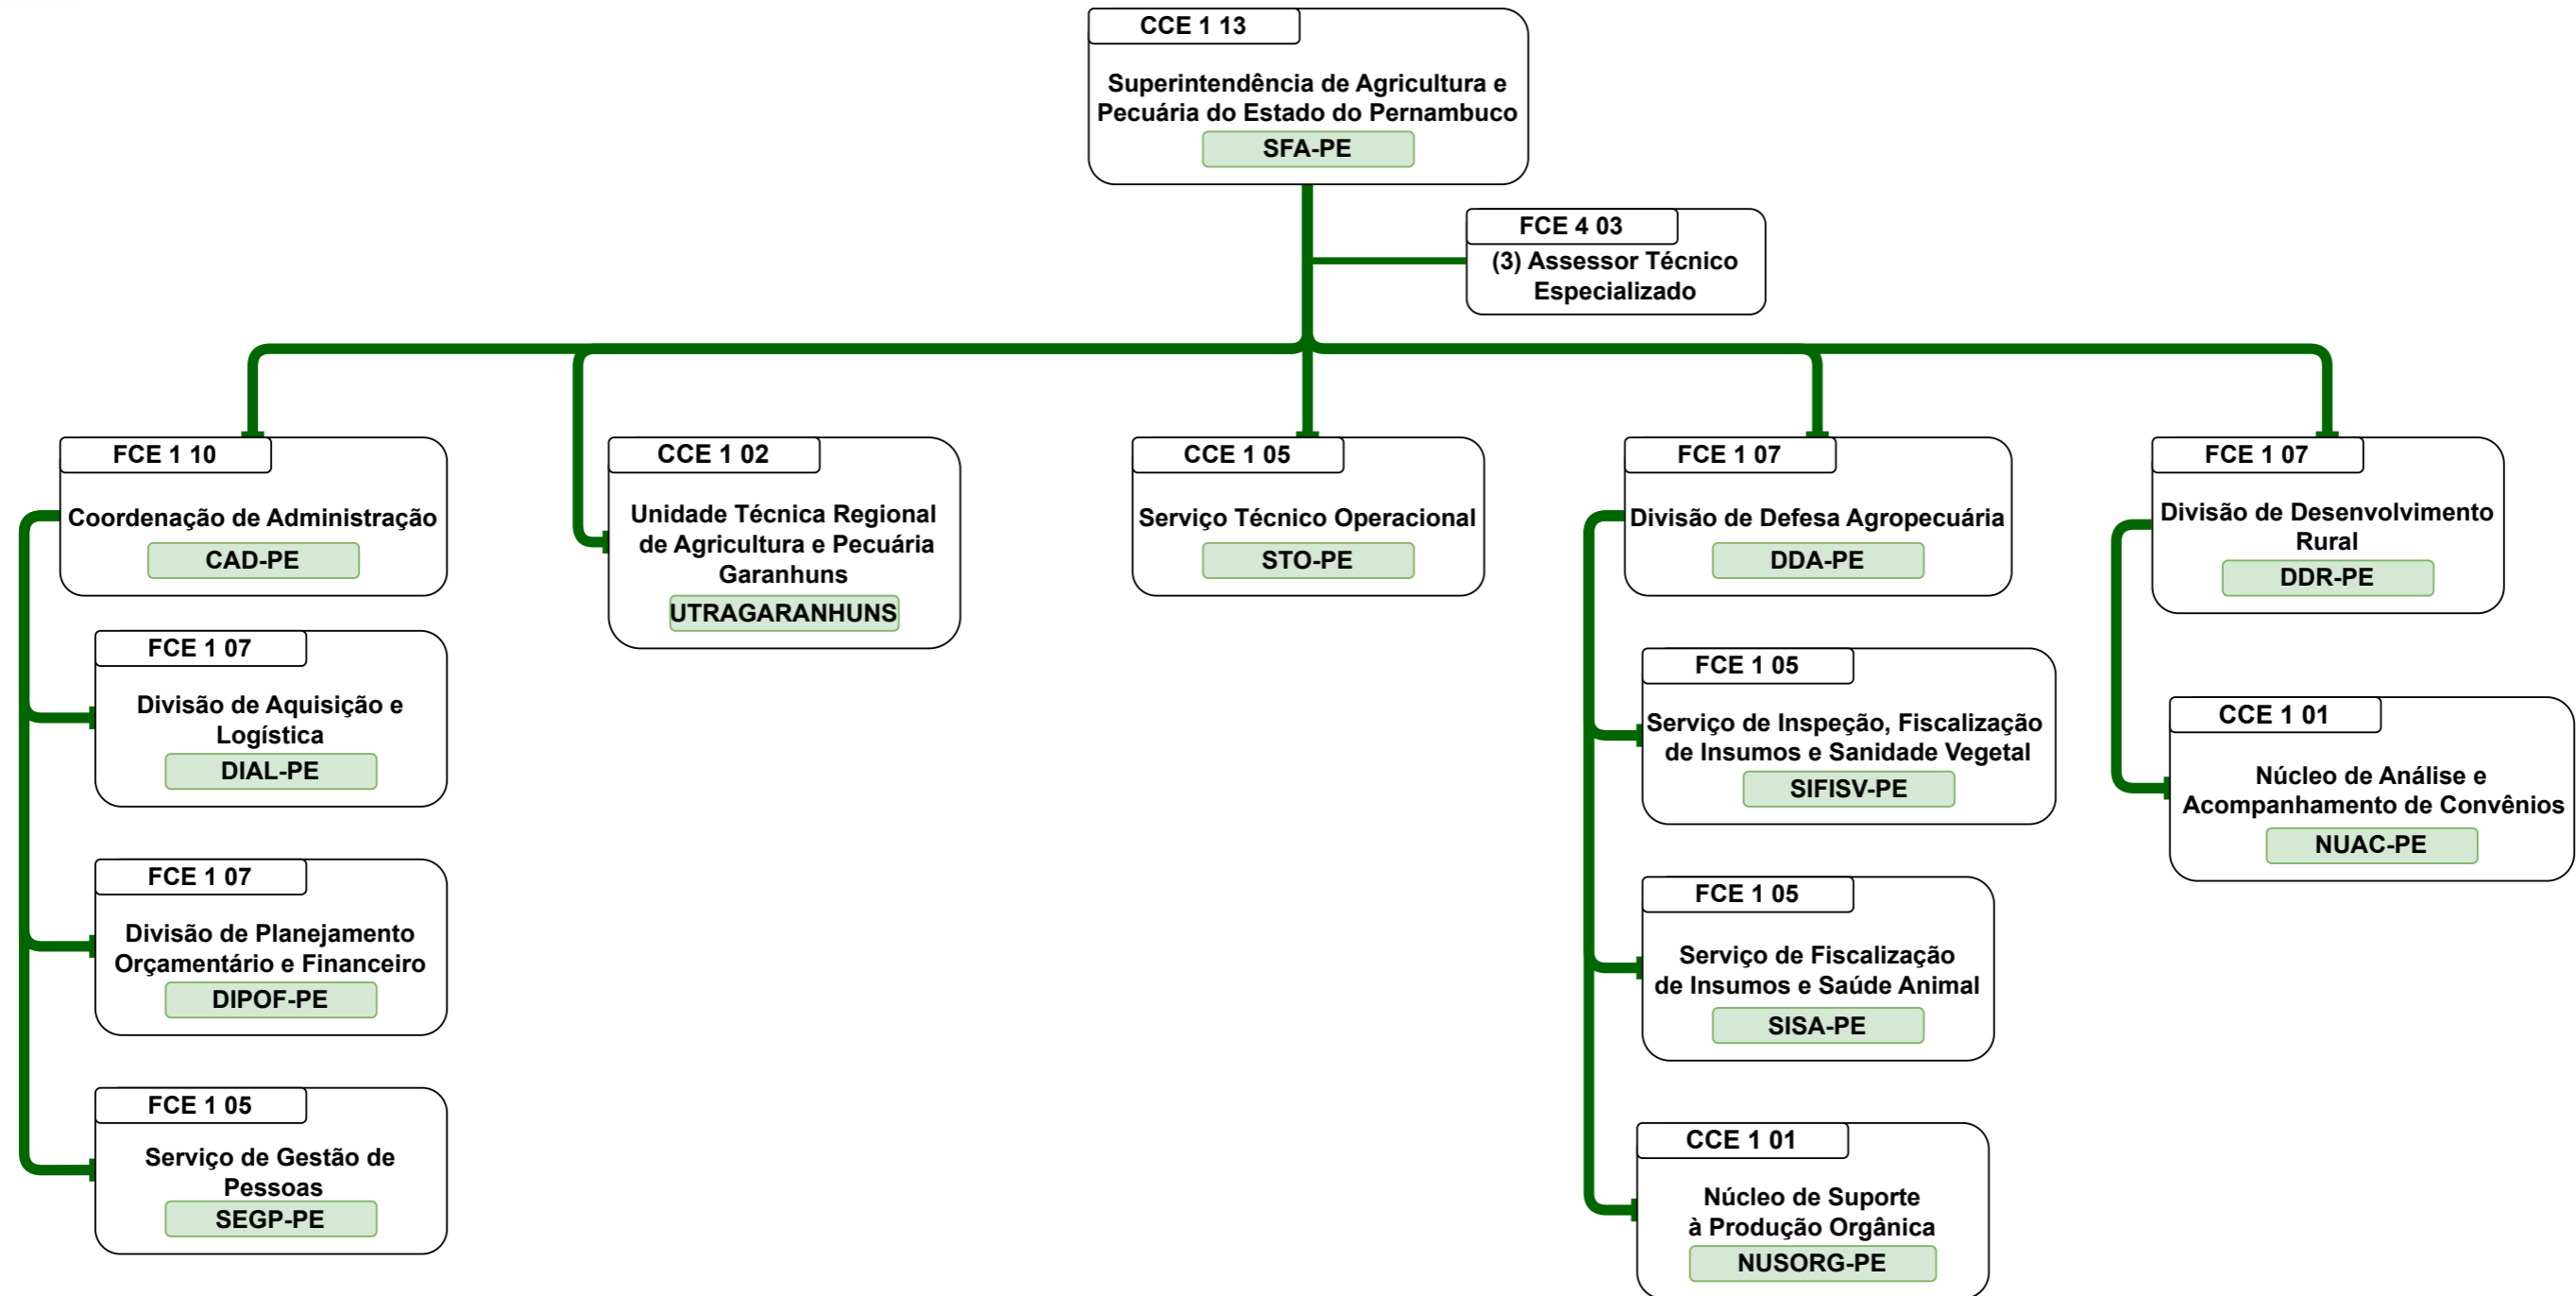 CCE 1 13
Superintendência de Agricultura e
Pecuária do Estado do Pernambuco
SFA-PE
FCE 4 03
(3) Assessor Técnico
Especializado
FCE 1 10
Coordenação de Administração
CAD-PE
FCE 1 07
Divisão de Aquisição e
Logística
DIAL-PE
FCE 1 07
Divisão de Planejamento
Orçamentário e Financeiro
DIPOF-PE
FCE 1 05
Serviço de Gestão de
Pessoas
SEGP-PE
CCE 1 02
Unidade Técnica Regional
de Agricultura e Pecuária
Garanhuns
UTRAGARANHUNS
CCE 1 05
Serviço Técnico Operacional
STO-PE
FCE 1 07
Divisão de Defesa Agropecuária
DDA-PE
FCE 1 05
Serviço de Inspeção, Fiscalização
de Insumos e Sanidade Vegetal
SIFISV-PE
FCE 1 05
Serviço de Fiscalização
de Insumos e Saúde Animal
SISA-PE
CCE 1 01
Núcleo de Suporte
à Produção Orgânica
NUSORG-PE
FCE 1 07
Divisão de Desenvolvimento
Rural
DDR-PE
CCE 1 01
Núcleo de Análise e
Acompanhamento de Convênios
NUAC-PE